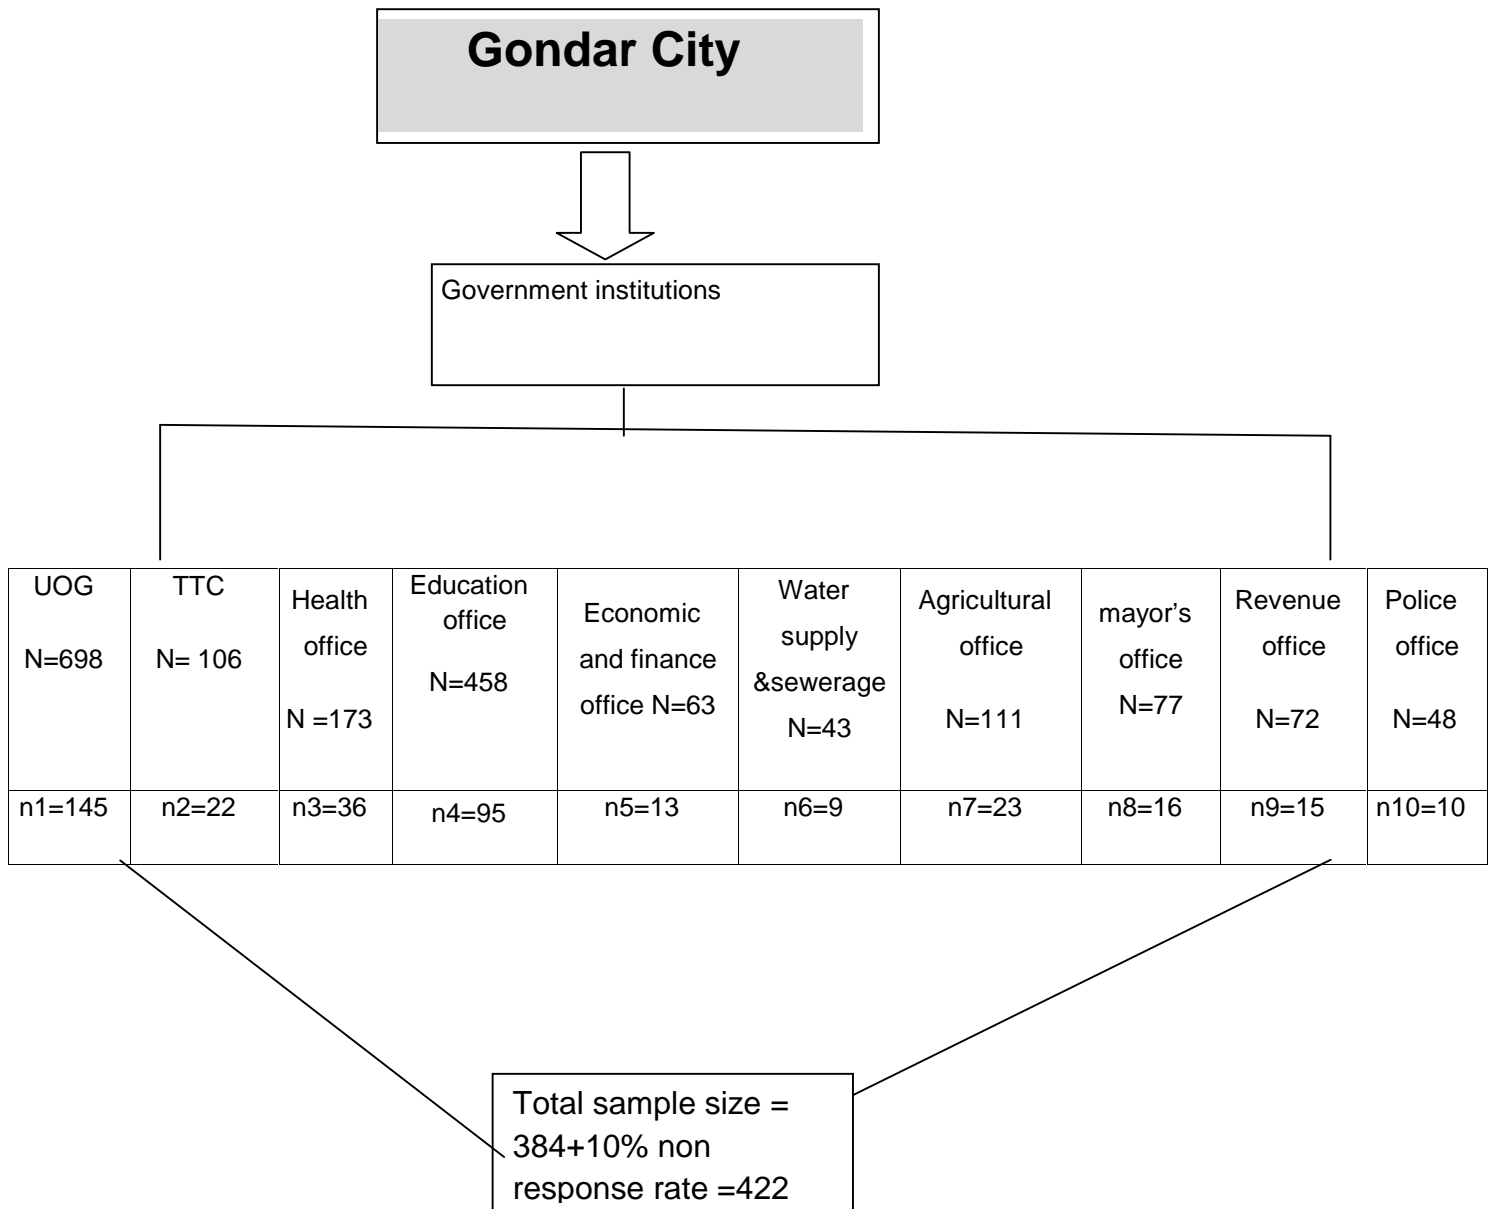 Gondar City
Government institutions
UOG
N=698
TTC
N= 106
Health
office
N =173
Education
office
N=458
Economic
and finance
office N=63
Water
supply
&sewerage
N=43
Agricultural
office
N=111
mayor's
office
N=77
Revenue
office
N=72
Police
office
N=48
n1=145
n2=22
n3=36
n4=95
n5=13
n6=9
n7=23
n8=16
n9=15
n10=10
Total sample size =
384+10% non
response rate =422